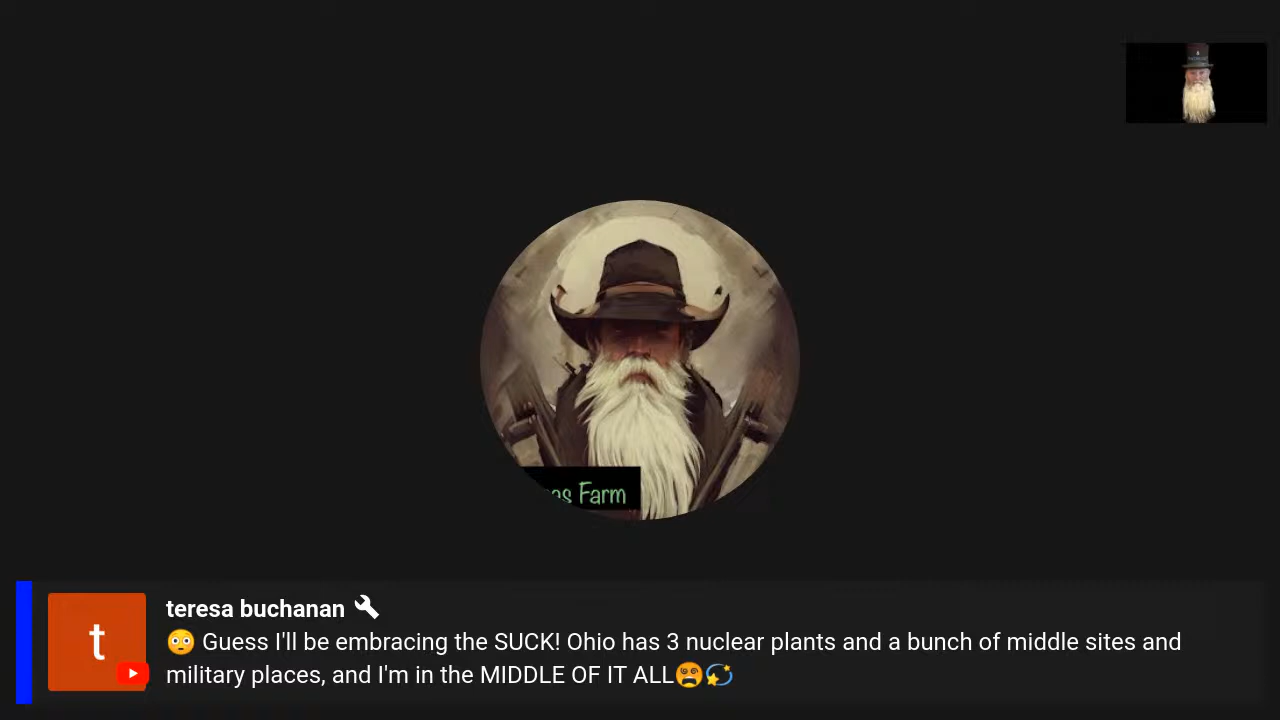 Farm
teresa buchanan
😳 Guess I'll be embracing the SUCK! Ohio has 3 nuclear plants and a bunch of middle sites and
military places, and I'm in the MIDDLE OF IT ALL😵‍💫💫
t